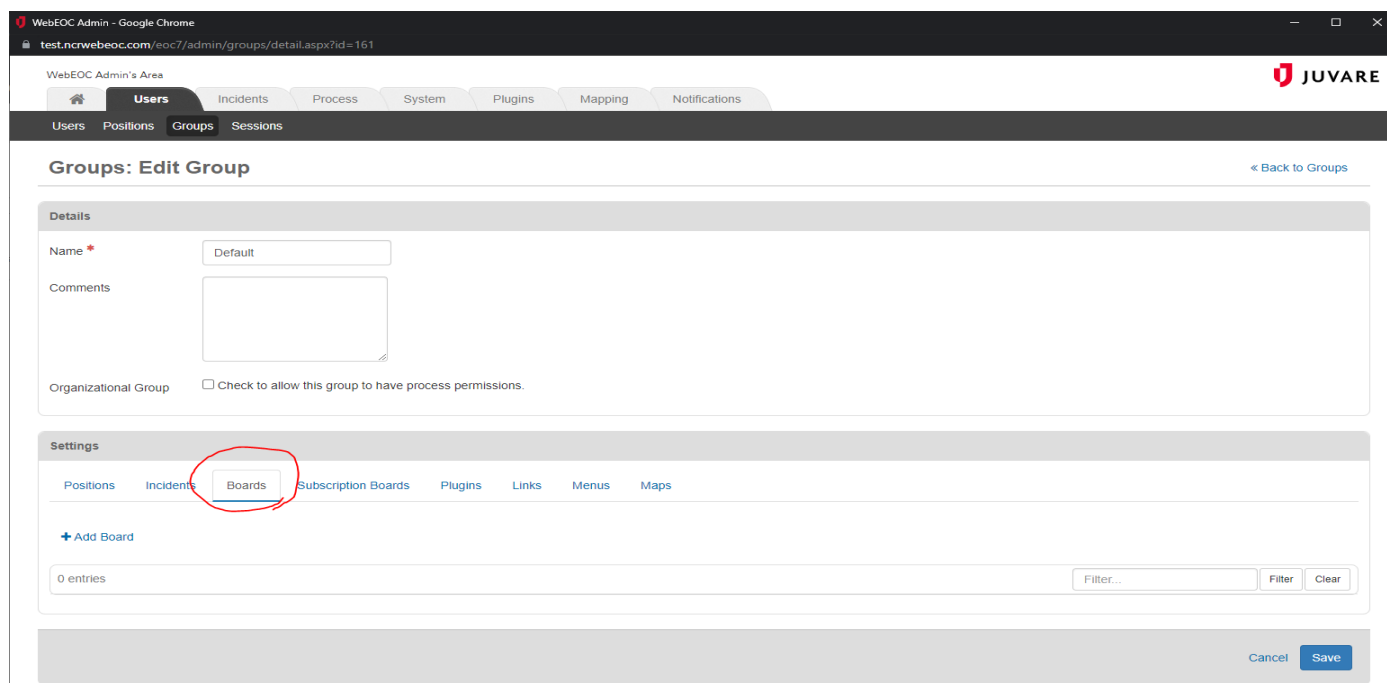 WebEOC Admin - Google Chrome
test.ncrwebeoc.com/eoc7/admin/groups/detail.aspx?id=161
WebEOC Admin's Area
JUVARE
Users Incidents Process System Plugins Mapping Notifications
Users Positions Groups Sessions
Groups: Edit Group
« Back to Groups
Details
Name *
Default
Comments
Organizational Group
Check to allow this group to have process permissions.
Settings
Positions Incidents Boards Subscription Boards Plugins Links Menus Maps
+ Add Board
0 entries
Filter... Filter Clear
Cancel Save